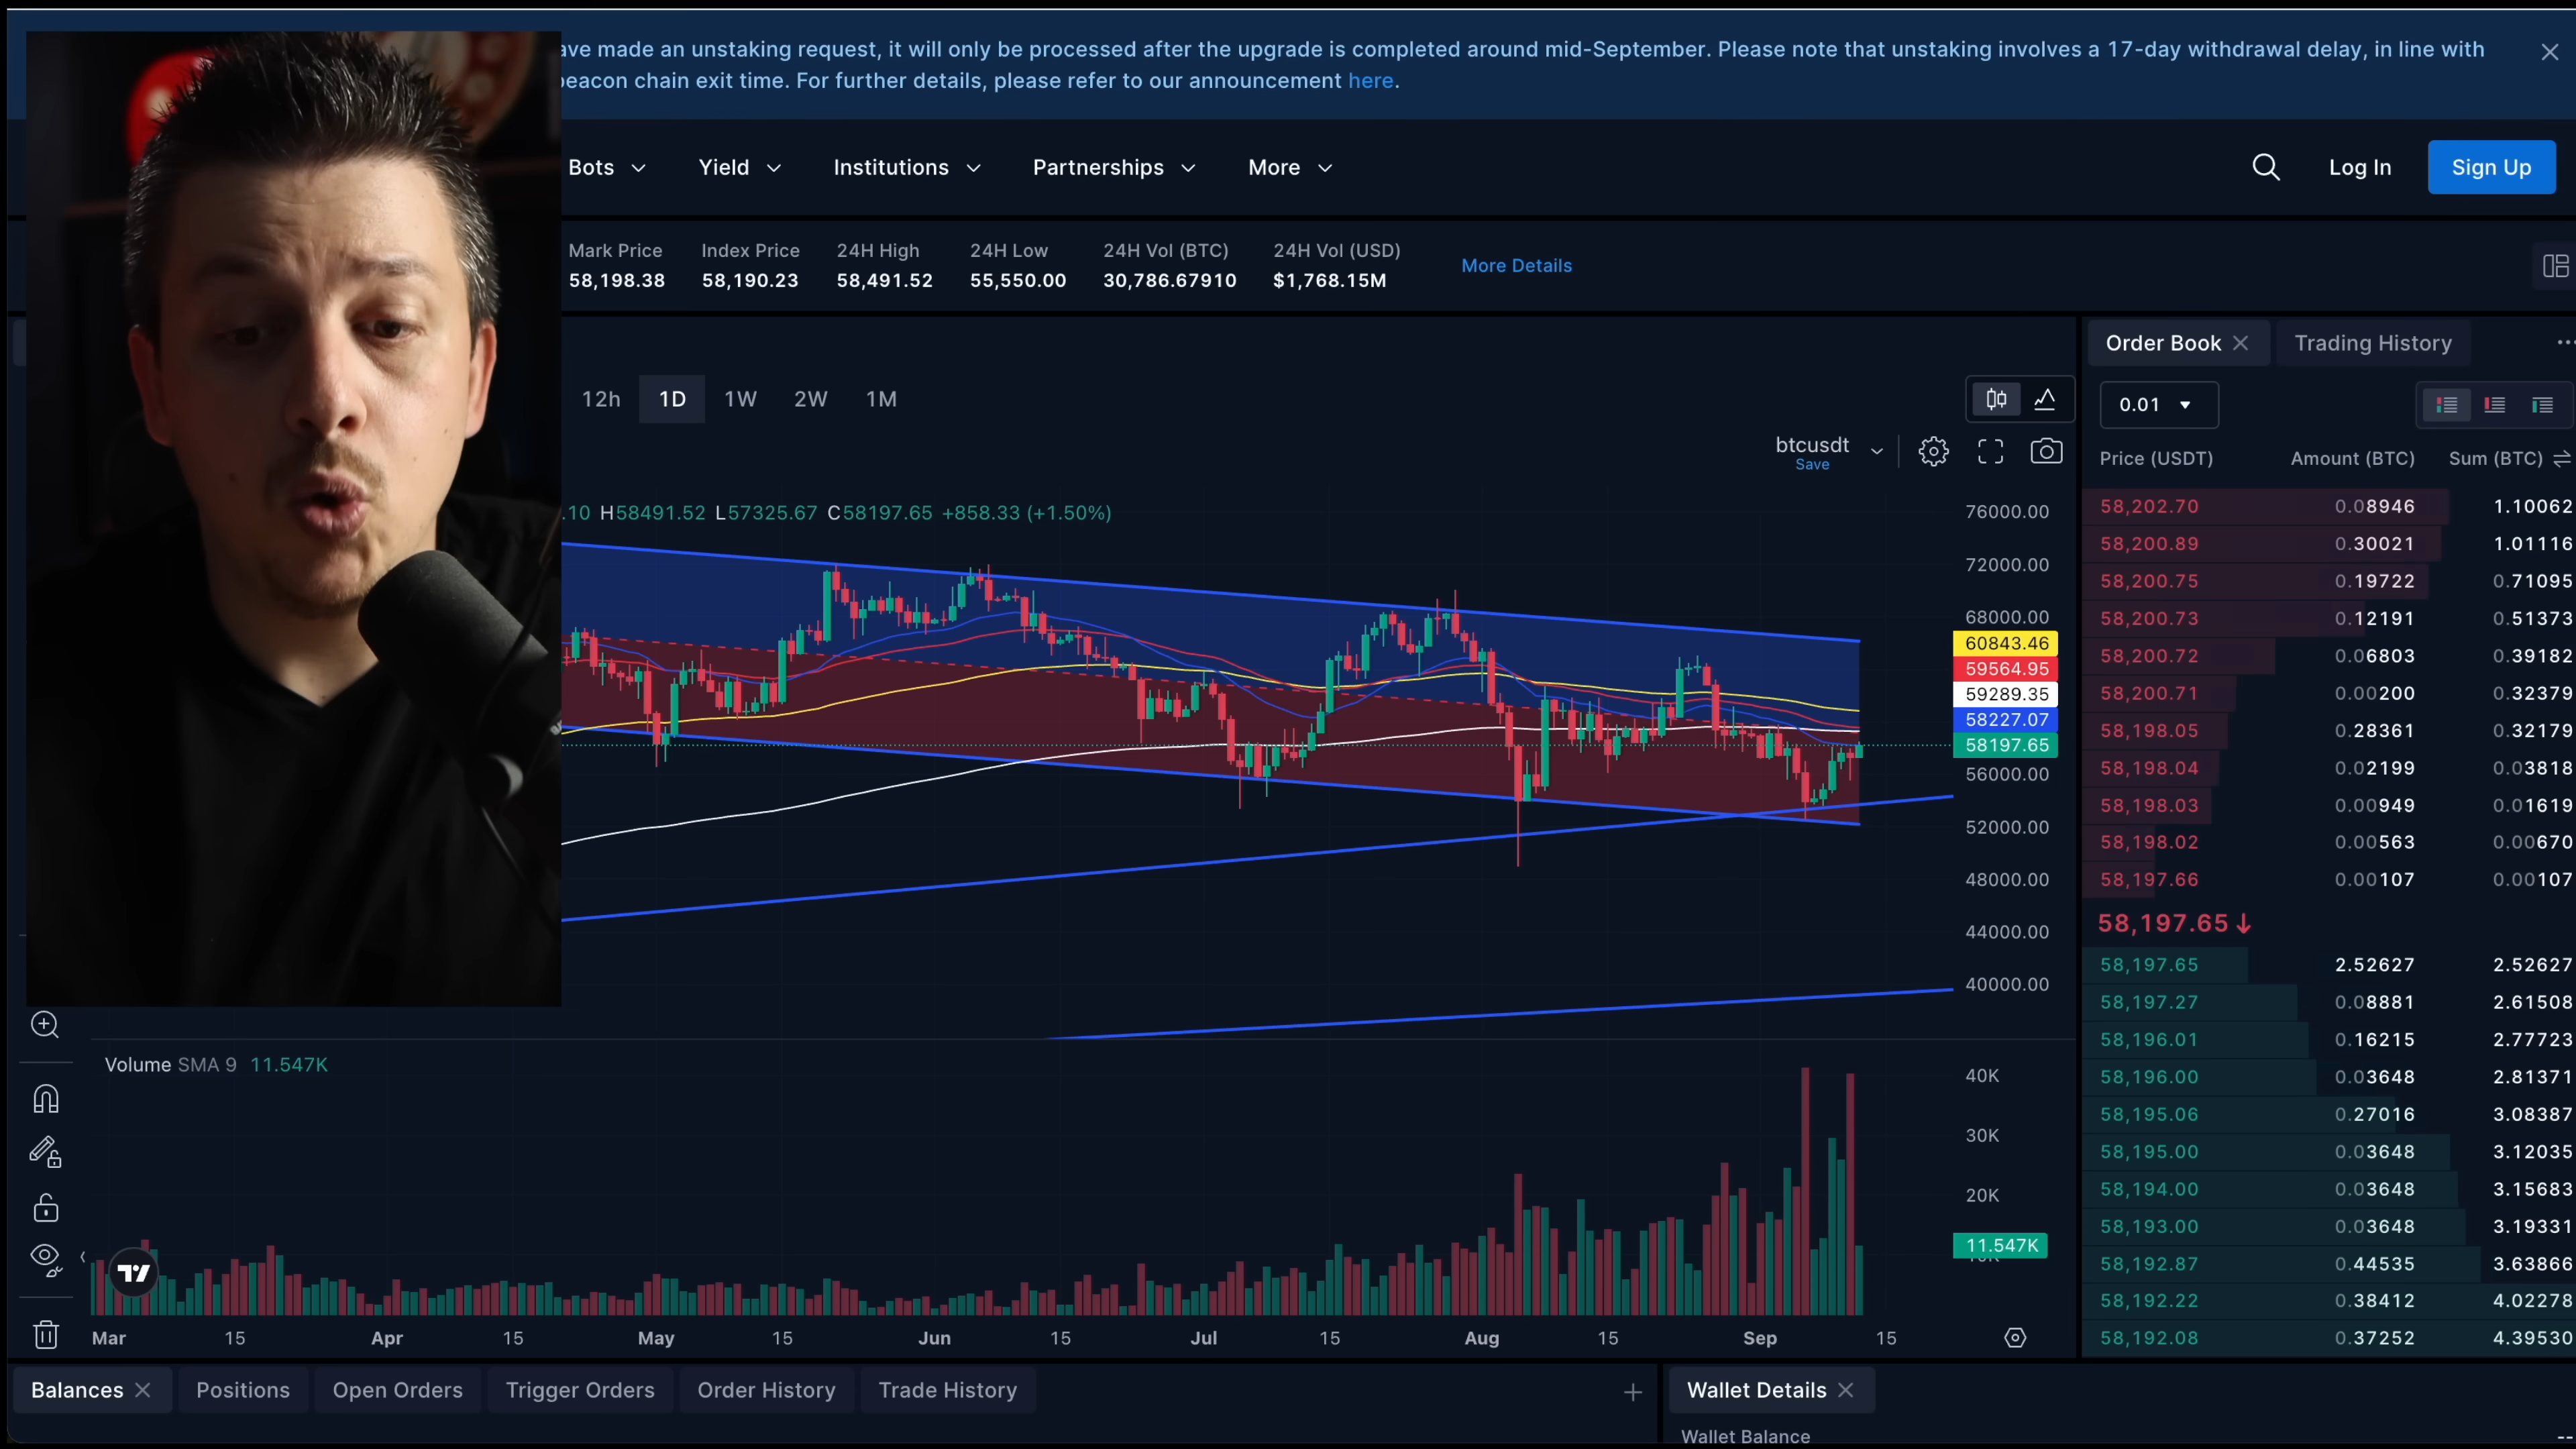 ave made an unstaking request, it will only be processed after the upgrade is completed around mid-September. Please note that unstaking involves a 17-day withdrawal delay, in line with
beacon chain exit time. For further details, please refer to our announcement here.
Bots Yield Institutions Partnerships More Log In Sign Up
Mark Price Index Price 24H High 24H Low 24H Vol (BTC) 24H Vol (USD)
More Details
58,198.38 58,190.23 58,491.52 55,550.00 30,786.67910 $1,768.15M
12h 1D 1W 2W 1M
btcusdt
Save
.10 H58491.52 L57325.67 C58197.65 +858.33 (+1.50%)
76000.00
72000.00
68000.00
60843.46
59564.95
59289.35
58227.07
58197.65
56000.00
52000.00
48000.00
44000.00
40000.00
Volume SMA 9 11.547K
40K
30K
20K
11.547K
Mar 15 Apr 15 May 15 Jun 15 Jul 15 Aug 15 Sep 15
Order Book Trading History
0.01
Price (USDT) Amount (BTC) Sum (BTC)
58,202.70 0.08946 1.10062
58,200.89 0.30021 1.01116
58,200.75 0.19722 0.71095
58,200.73 0.12191 0.51373
58,200.72 0.06803 0.39182
58,200.71 0.00200 0.32379
58,198.05 0.28361 0.32179
58,198.04 0.02199 0.03818
58,198.03 0.00949 0.01619
58,198.02 0.00563 0.00670
58,197.66 0.00107 0.00107
58,197.65↓
58,197.65 2.52627 2.52627
58,197.27 0.08881 2.61508
58,196.01 0.16215 2.77723
58,196.00 0.03648 2.81371
58,195.06 0.27016 3.08387
58,195.00 0.03648 3.12035
58,194.00 0.03648 3.15683
58,193.00 0.03648 3.19331
58,192.87 0.44535 3.63866
58,192.22 0.38412 4.02278
58,192.08 0.37252 4.39530
Balances Positions Open Orders Trigger Orders Order History Trade History
Wallet Details
Wallet Balance --